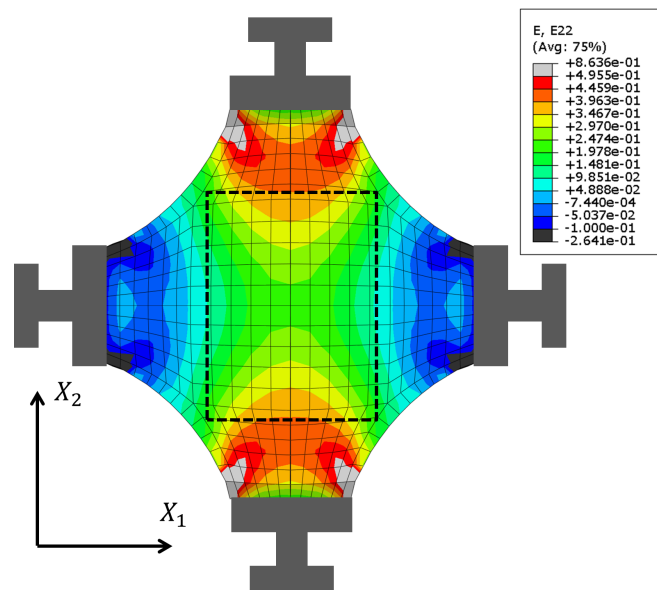 E, E22
(Avg: 75%)
+8.636e-01
+4.955e-01
+4.459e-01
+3.963e-01
+3.467e-01
+2.970e-01
+2.474e-01
+1.978e-01
+1.481e-01
+9.851e-02
+4.888e-02
-7.440e-04
-5.037e-02
-1.000e-01
-2.641e-01
X₂
X₁